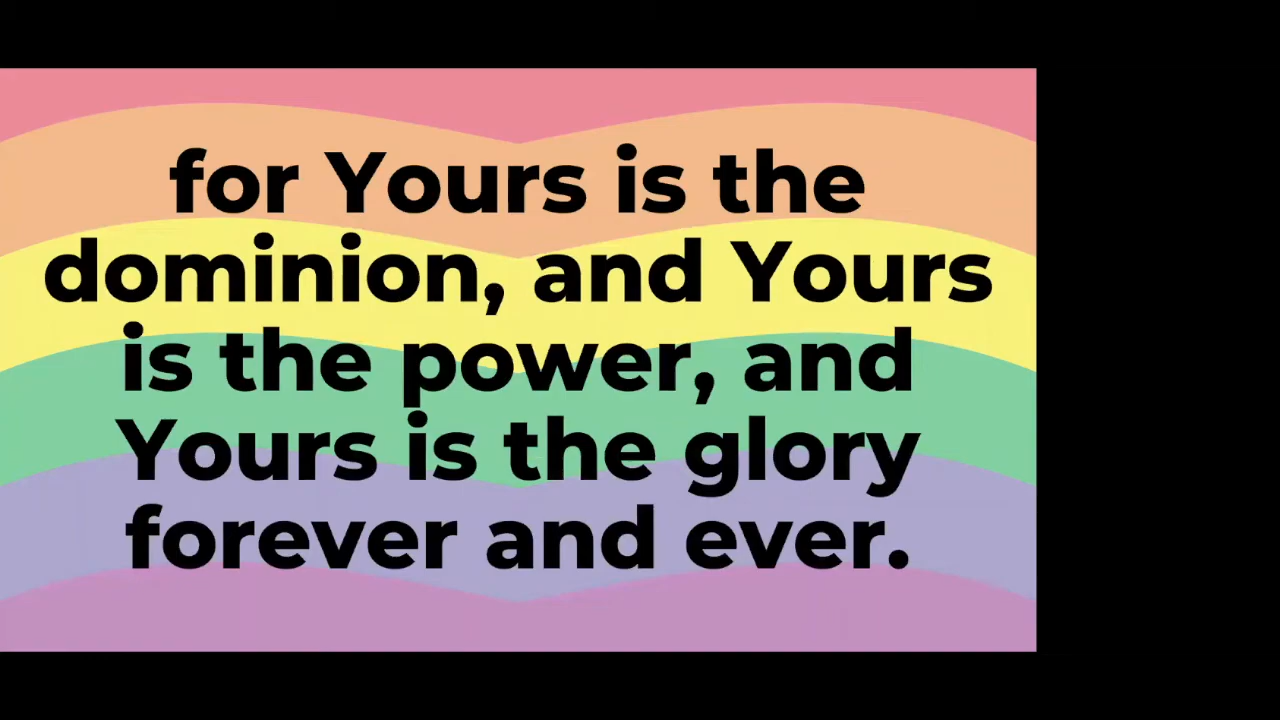 for Yours is the
dominion, and Yours
is the power, and
Yours is the glory
forever and ever.